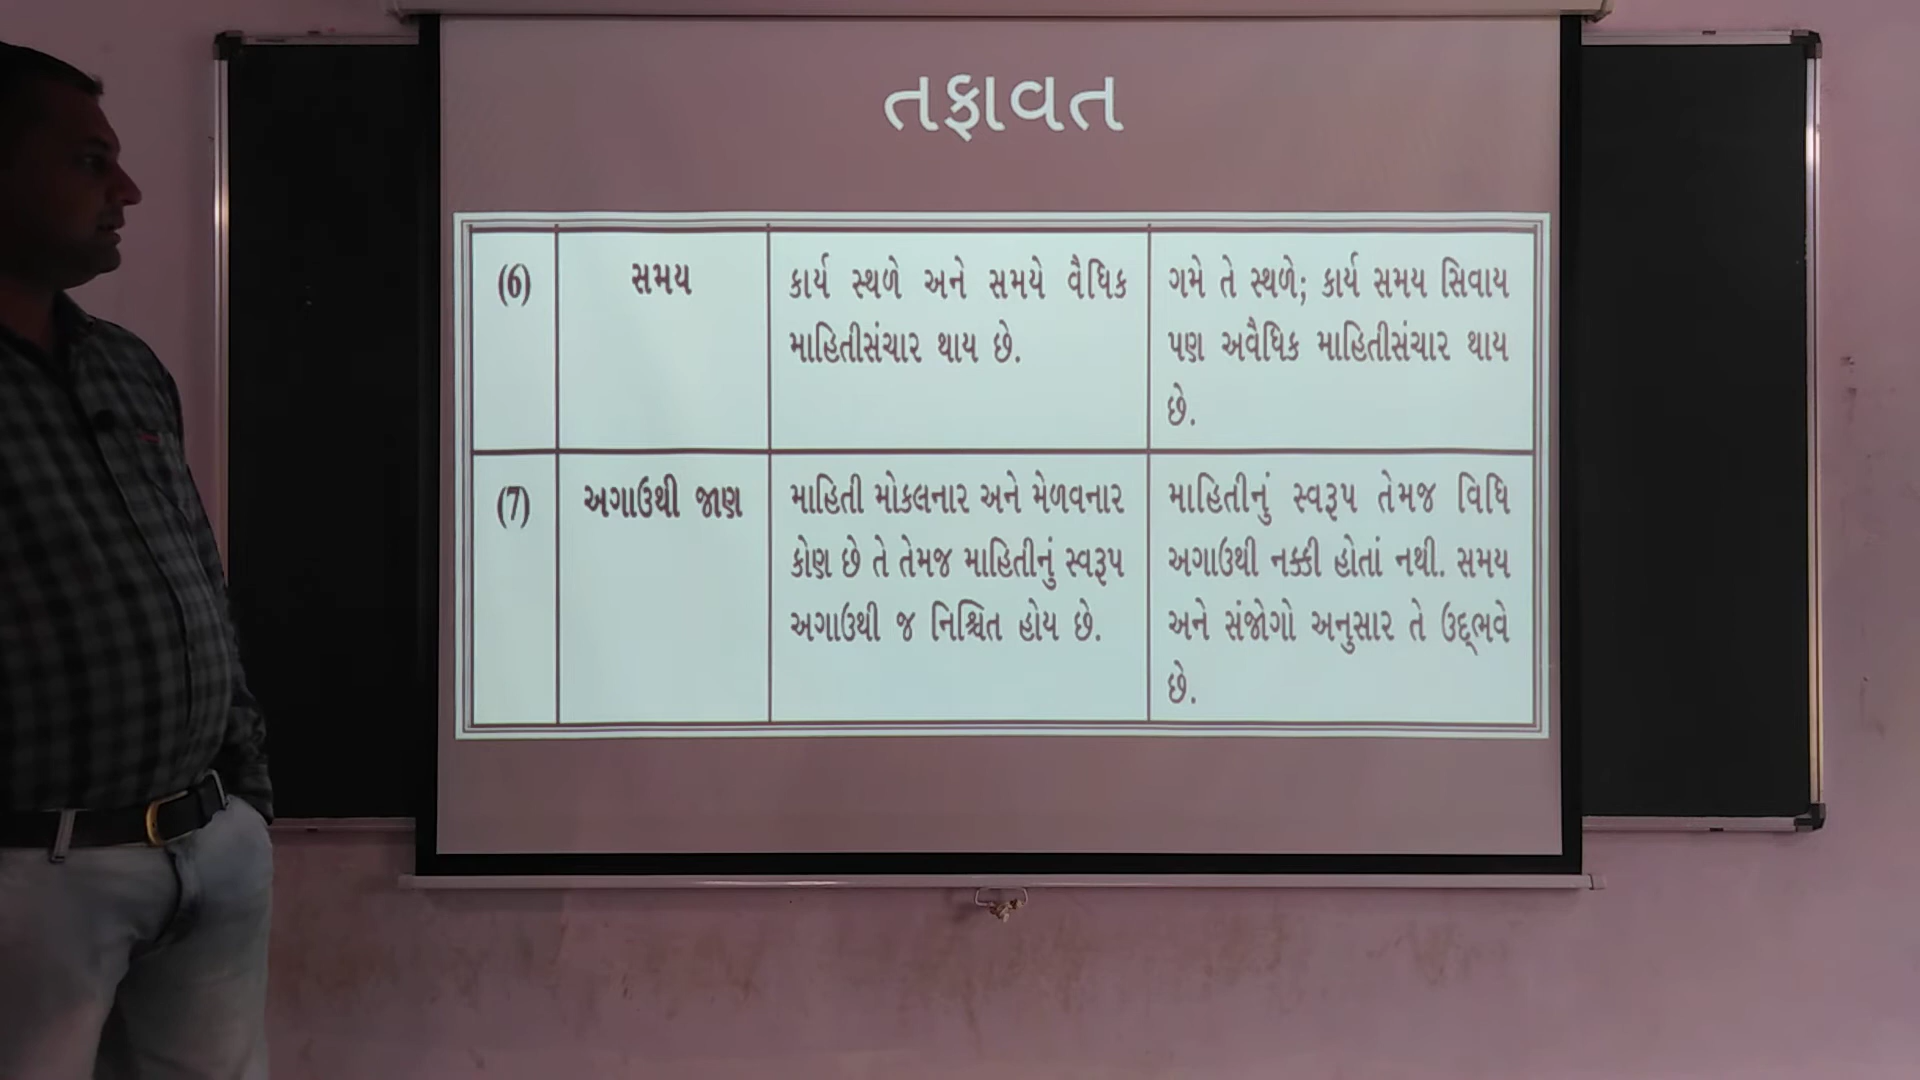 તફાવત
(6) સમય કાર્ય સ્થળે અને સમયે વૈધિક ગમે તે સ્થળે; કાર્ય સમય સિવાય
માહિતીસંચાર થાય છે. પણ અવૈધિક માહિતીસંચાર થાય
છે.
(7) અગાઉથી જાણ માહિતી મોકલનાર અને મેળવનાર માહિતીનું સ્વરૂપ તેમજ વિધિ
કોણ છે તે તેમજ માહિતીનું સ્વરૂપ અગાઉથી નક્કી હોતાં નથી. સમય
અગાઉથી જ નિશ્ચિત હોય છે. અને સંજોગો અનુસાર તે ઉદ્ભવે
છે.